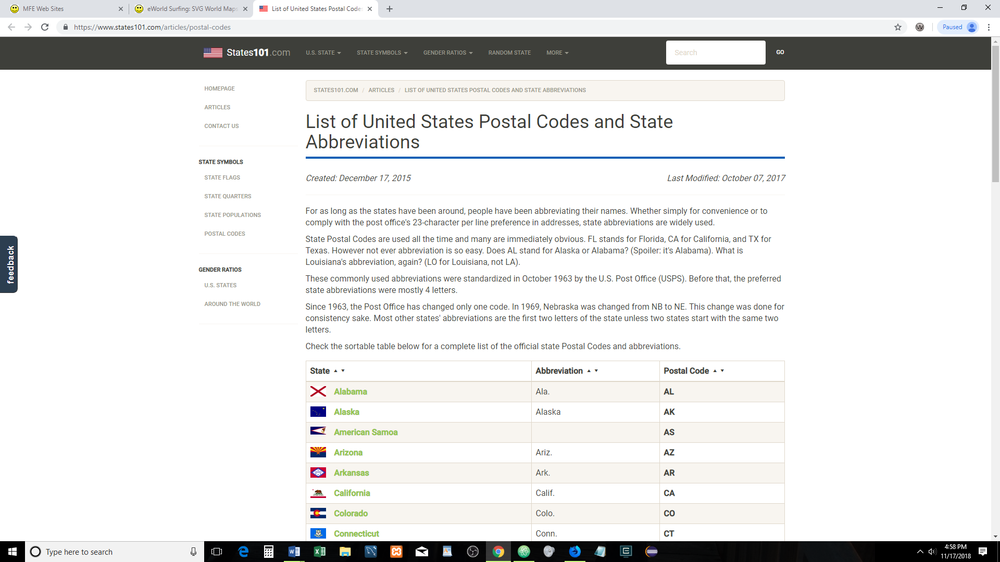 MFE Web Sites
eWorld Surfing: SVG World Maps
List of United States Postal Codes
https://www.states101.com/articles/postal-codes
Paused
States101.com
U.S. STATE
STATE SYMBOLS
GENDER RATIOS
RANDOM STATE
MORE
Search
GO
HOMEPAGE
ARTICLES
CONTACT US
STATE SYMBOLS
STATE FLAGS
STATE QUARTERS
STATE POPULATIONS
POSTAL CODES
GENDER RATIOS
U.S. STATES
AROUND THE WORLD
feedback
STATES101.COM / ARTICLES / LIST OF UNITED STATES POSTAL CODES AND STATE ABBREVIATIONS
List of United States Postal Codes and State
Abbreviations
Created: December 17, 2015
Last Modified: October 07, 2017
For as long as the states have been around, people have been abbreviating their names. Whether simply for convenience or to
comply with the post office's 23-character per line preference in addresses, state abbreviations are widely used.
State Postal Codes are used all the time and many are immediately obvious. FL stands for Florida, CA for California, and TX for
Texas. However not ever abbreviation is so easy. Does AL stand for Alaska or Alabama? (Spoiler: it's Alabama). What is
Louisiana's abbreviation, again? (LO for Louisiana, not LA).
These commonly used abbreviations were standardized in October 1963 by the U.S. Post Office (USPS). Before that, the preferred
state abbreviations were mostly 4 letters.
Since 1963, the Post Office has changed only one code. In 1969, Nebraska was changed from NB to NE. This change was done for
consistency sake. Most other states' abbreviations are the first two letters of the state unless two states start with the same two
letters.
Check the sortable table below for a complete list of the official state Postal Codes and abbreviations.
State Abbreviation Postal Code
Alabama Ala. AL
Alaska Alaska AK
American Samoa AS
Arizona Ariz. AZ
Arkansas Ark. AR
California Calif. CA
Colorado Colo. CO
Connecticut Conn. CT
Type here to search
4:58 PM
11/17/2018